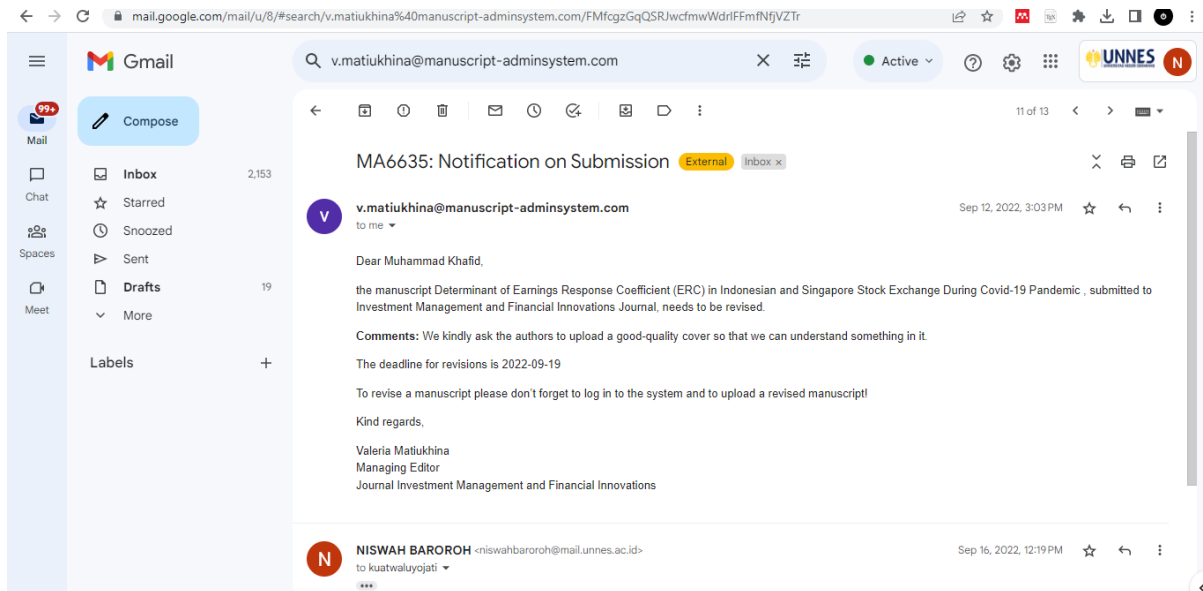 mail.google.com/mail/u/8/#search/v.matiukhina%40manuscript-adminsystem.com/FMfcgzGqQSRJwcfmwWdrlFFmfNfjVZTr
Gmail
v.matiukhina@manuscript-adminsystem.com
Active
UNNES
N
99+
Mail
Compose
11 of 13
Chat
Spaces
Meet
Inbox 2,153
Starred
Snoozed
Sent
Drafts 19
More
Labels
MA6635: Notification on Submission External Inbox x
V
v.matiukhina@manuscript-adminsystem.com Sep 12, 2022, 3:03 PM
to me
Dear Muhammad Khafid,
the manuscript Determinant of Earnings Response Coefficient (ERC) in Indonesian and Singapore Stock Exchange During Covid-19 Pandemic , submitted to
Investment Management and Financial Innovations Journal, needs to be revised.
Comments: We kindly ask the authors to upload a good-quality cover so that we can understand something in it.
The deadline for revisions is 2022-09-19
To revise a manuscript please don't forget to log in to the system and to upload a revised manuscript!
Kind regards,
Valeria Matiukhina
Managing Editor
Journal Investment Management and Financial Innovations
N
NISWAH BAROROH <niswahbaroroh@mail.unnes.ac.id> Sep 16, 2022, 12:19 PM
to kuatwaluyojati